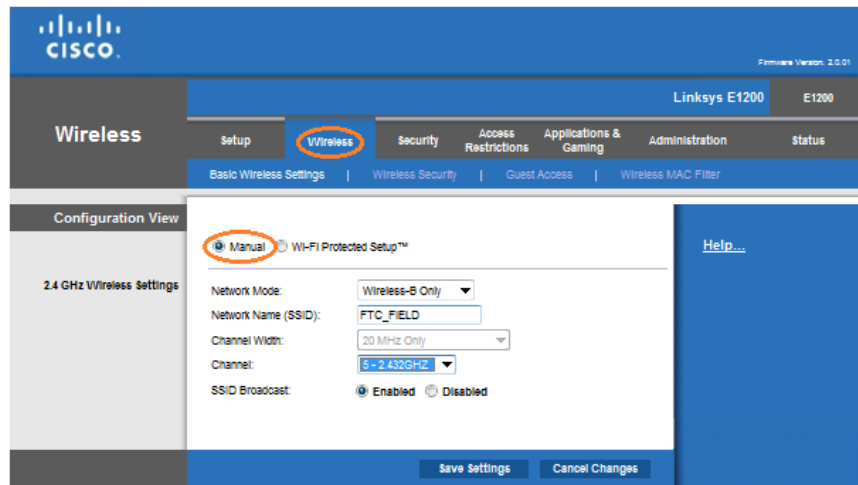 CISCO.
Firmware Version: 2.0.01
Linksys E1200 E1200
Wireless
Setup Wireless Security Access Restrictions Applications & Gaming Administration Status
Basic Wireless Settings | Wireless Security | Guest Access | Wireless MAC Filter
Configuration View
Manual Wi-Fi Protected Setup™
Help...
2.4 GHz Wireless Settings
Network Mode: Wireless-B Only
Network Name (SSID): FTC_FIELD
Channel Width: 20 MHz Only
Channel: 5 - 2.432GHZ
SSID Broadcast: Enabled Disabled
Save Settings Cancel Changes